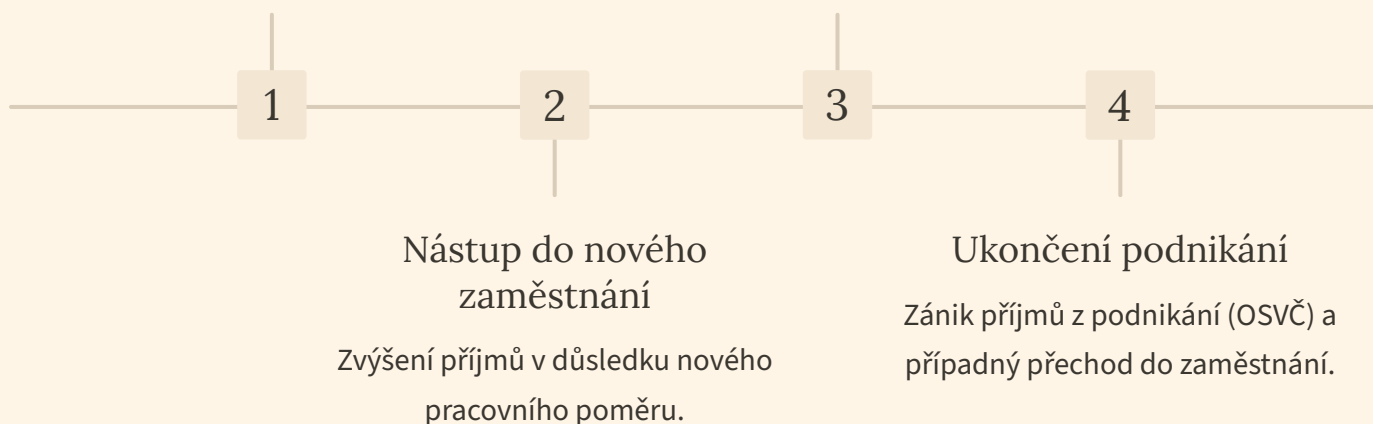 1
2
3
4
Nástup do nového
zaměstnání
Zvýšení příjmů v důsledku nového
pracovního poměru.
Ukončení podnikání
Zánik příjmů z podnikání (OSVČ) a
případný přechod do zaměstnání.